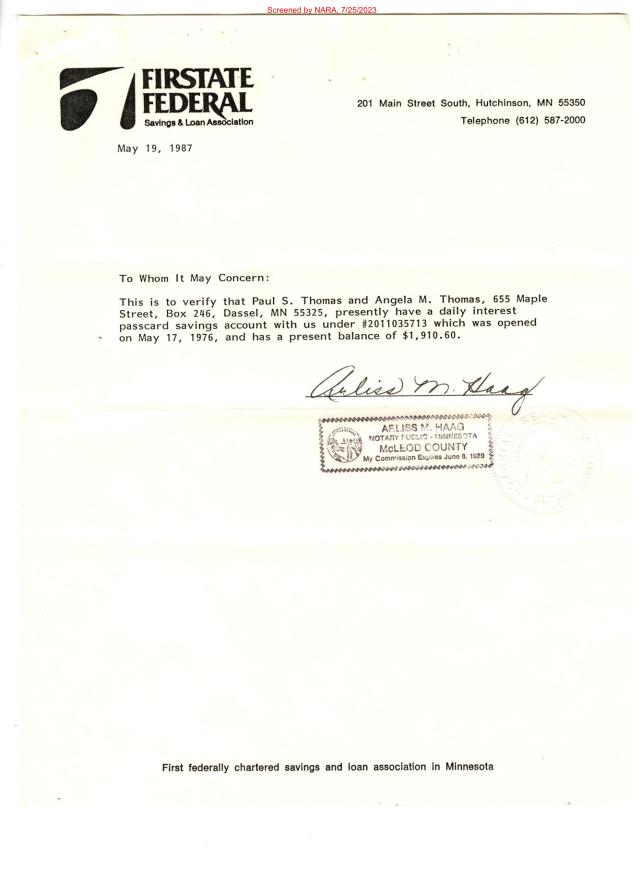 Screened by NARA, 7/25/2023
FIRSTATE
FEDERAL
Savings & Loan Association
201 Main Street South, Hutchinson, MN 55350
Telephone (612) 587-2000
May 19, 1987
To Whom It May Concern:
This is to verify that Paul S. Thomas and Angela M. Thomas, 655 Maple
Street, Box 246, Dassel, MN 55325, presently have a daily interest
passcard savings account with us under #2011035713 which was opened
on May 17, 1976, and has a present balance of $1,910.60.
Arliss M. Haag
ARLISS M. HAAG
NOTARY PUBLIC - MINNESOTA
McLEOD COUNTY
My Commission Expires June 8, 1989
First federally chartered savings and loan association in Minnesota